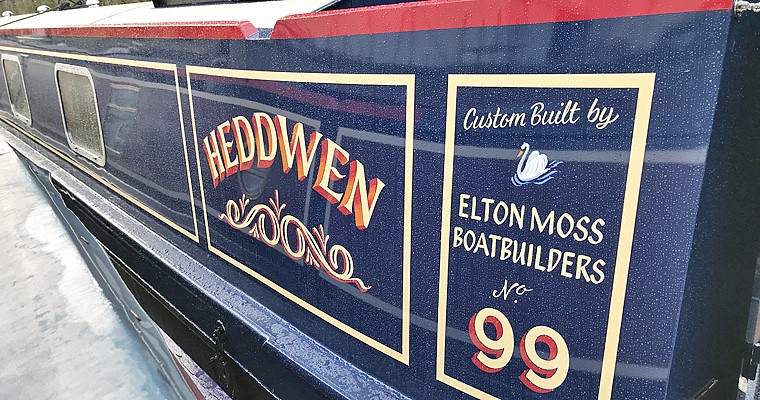 HEDDWEN
Custom Built by
ELTON MOSS
BOATBUILDERS
No.
99